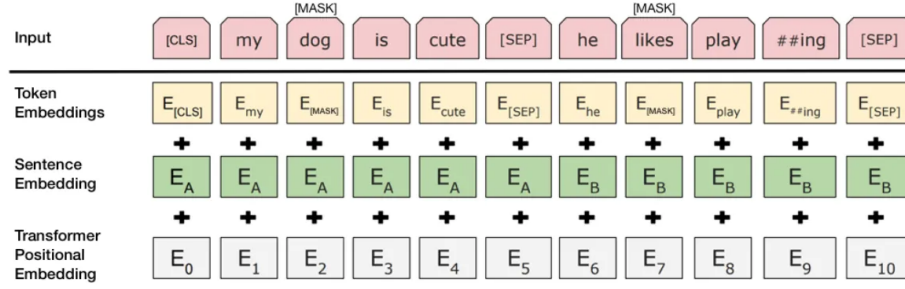 [MASK] [MASK]
Input [CLS] my dog is cute [SEP] he likes play ##ing [SEP]
Token
Embeddings
E[CLS] Emy E[MASK] Eis Ecute E[SEP] Ehe E[MASK] Eplay E##ing E[SEP]
+ + + + + + + + + + +
Sentence
Embedding
EA EA EA EA EA EA EB EB EB EB EB
+ + + + + + + + + + +
Transformer
Positional
Embedding
E0 E1 E2 E3 E4 E5 E6 E7 E8 E9 E10